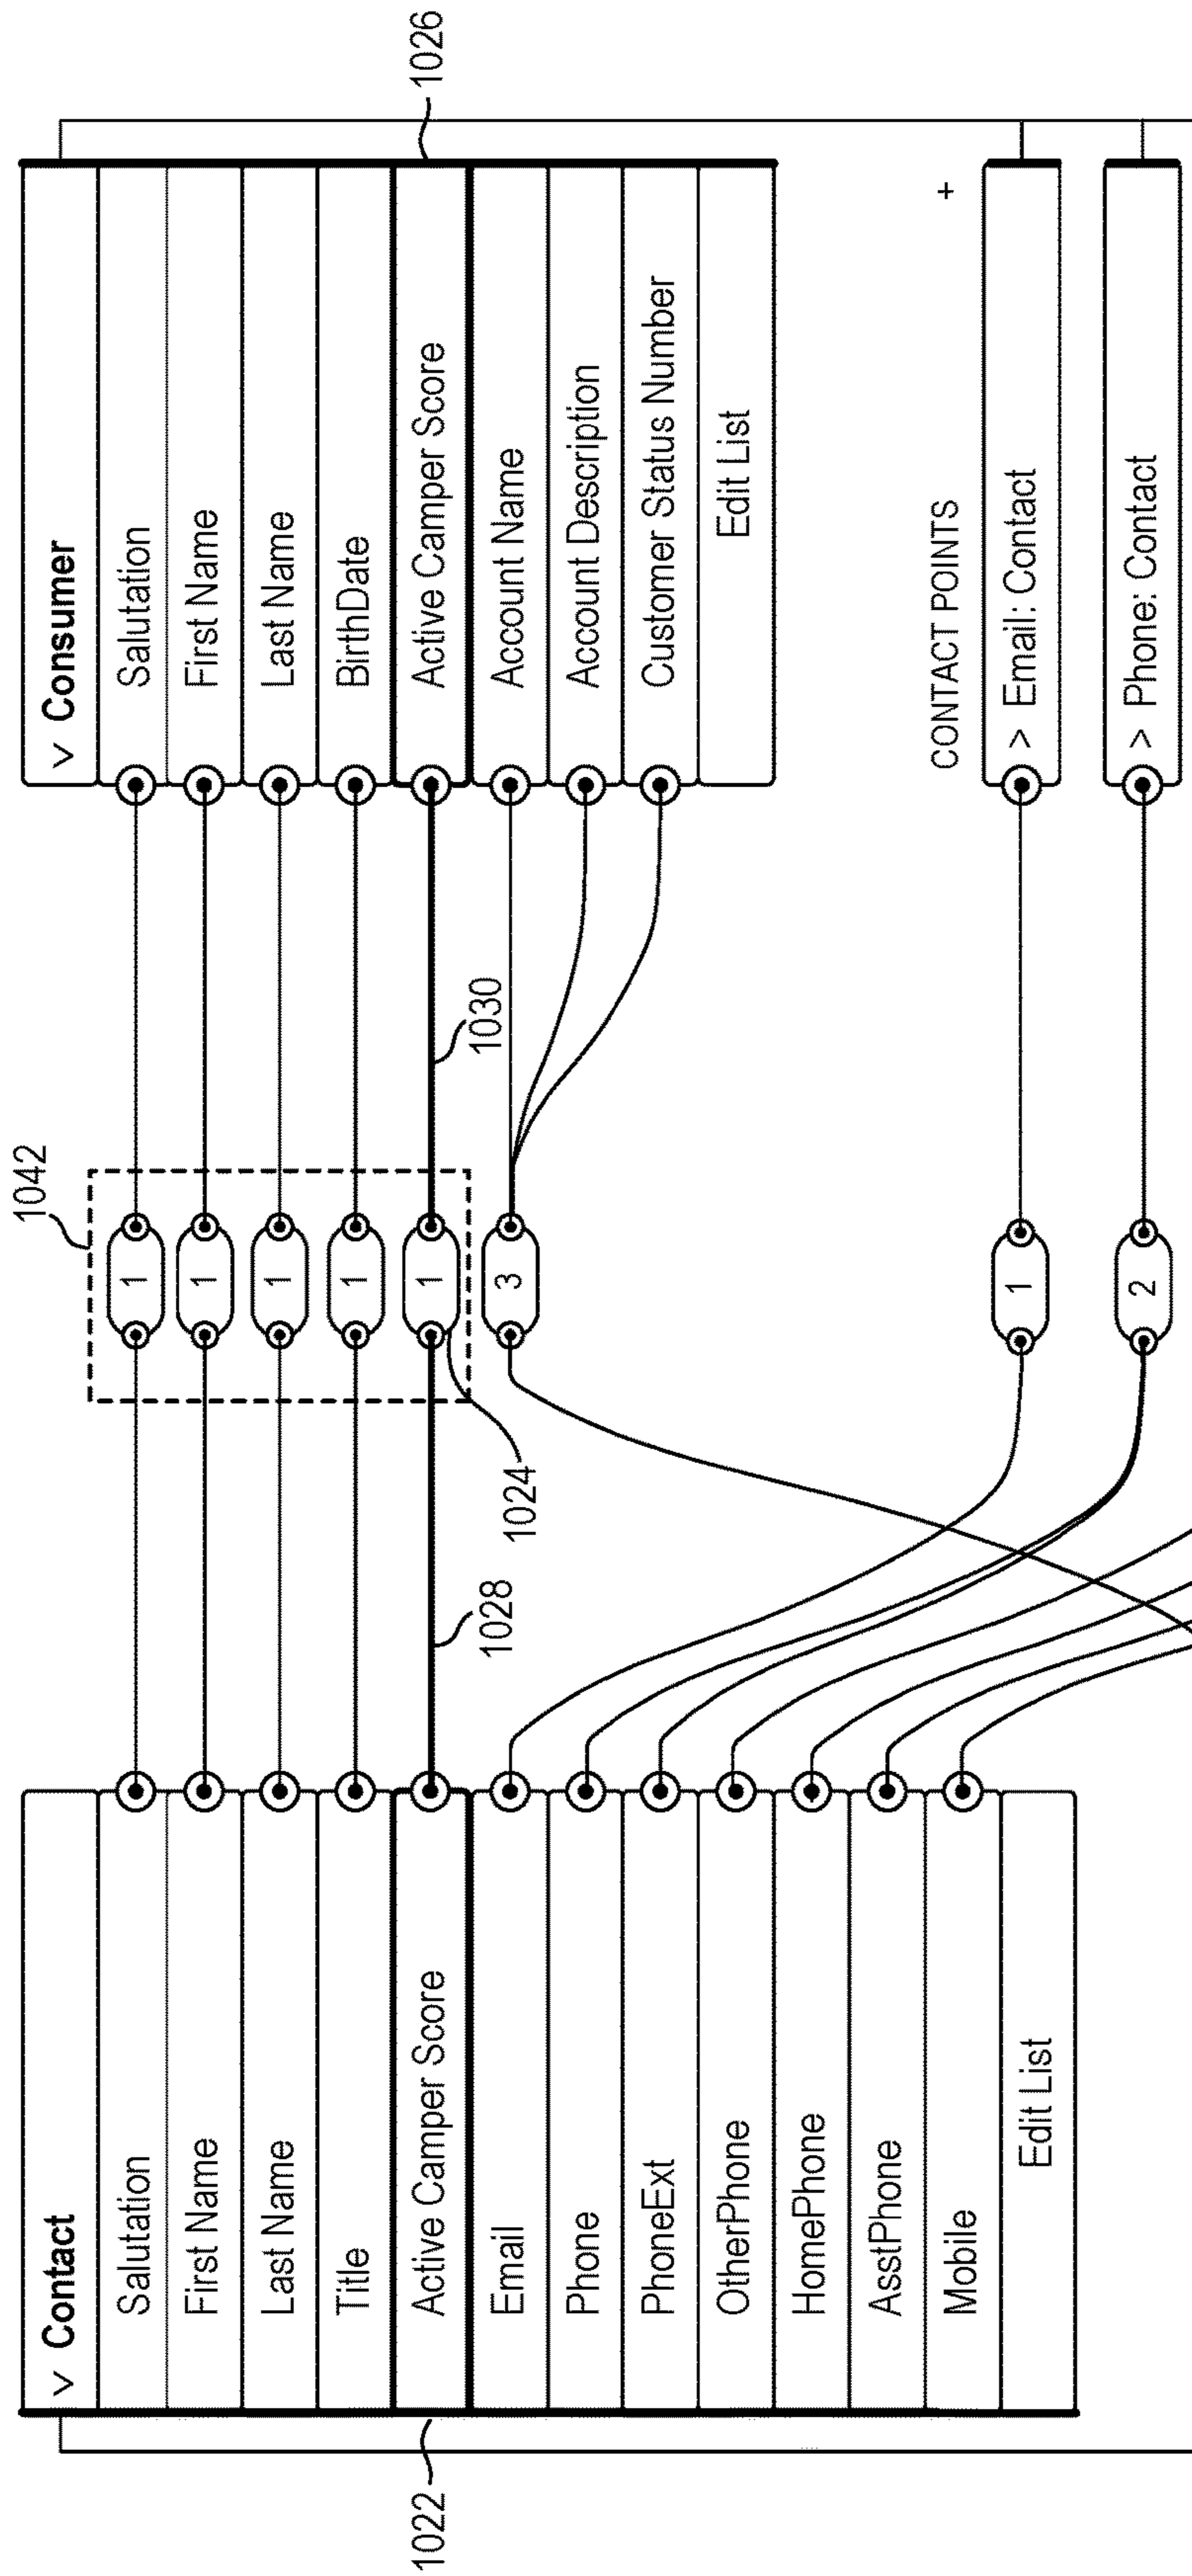 1022
v Contact
Salutation
First Name
Last Name
Title
Active Camper Score
Email
Phone
PhoneExt
OtherPhone
HomePhone
AsstPhone
Mobile
Edit List
1028
1024
1042
1
1
1
1
1
3
1
2
1030
v Consumer
Salutation
First Name
Last Name
BirthDate
Active Camper Score
Account Name
Account Description
Customer Status Number
Edit List
1026
CONTACT POINTS +
> Email: Contact
> Phone: Contact